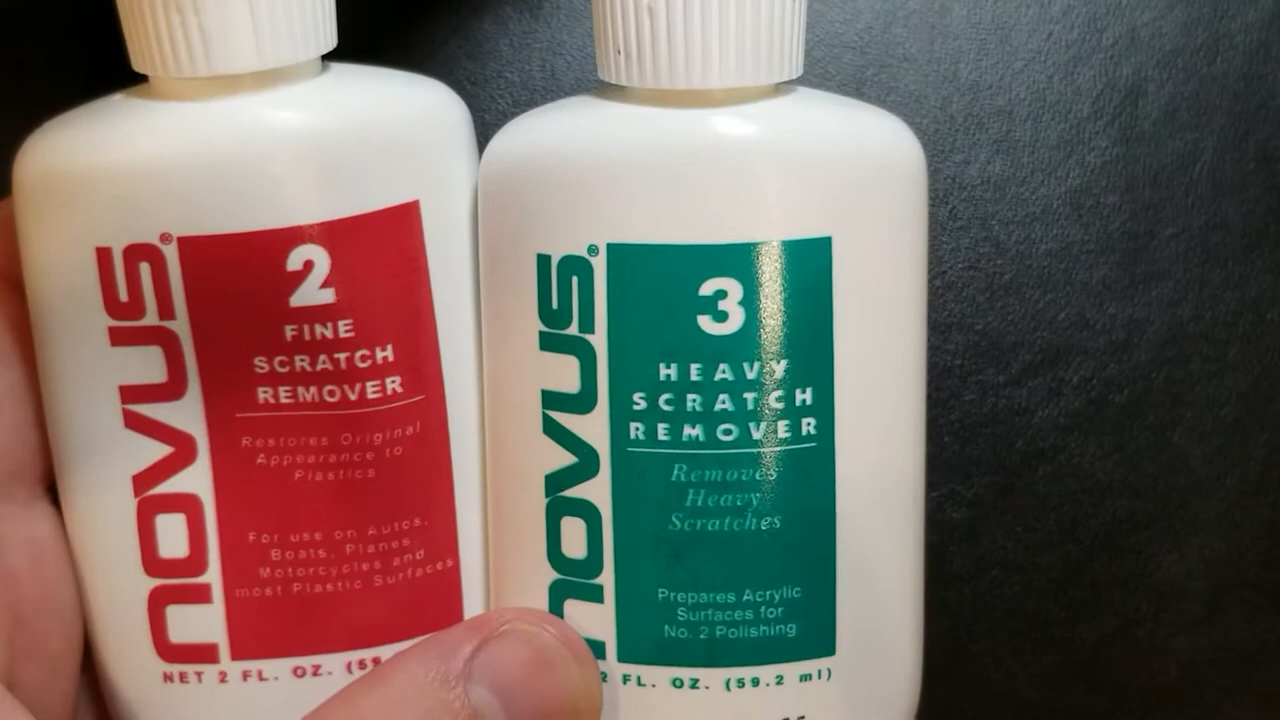 novus®
2
FINE
SCRATCH
REMOVER
Restores Original
Appearance to
Plastics
For use on Autos,
Boats, Planes,
Motorcycles and
most Plastic Surfaces
NET 2 FL. OZ. (59
novus®
3
HEAVY
SCRATCH
REMOVER
Removes
Heavy
Scratches
Prepares Acrylic
Surfaces for
No. 2 Polishing
2 FL. OZ. (59.2 ml)